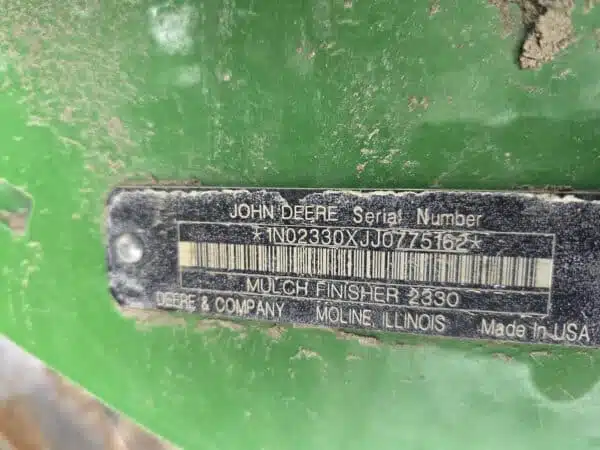 JOHN DEERE Serial Number
*1N02330XJJ0775162*
MULCH FINISHER 2330
DEERE & COMPANY MOLINE, ILLINOIS Made In USA